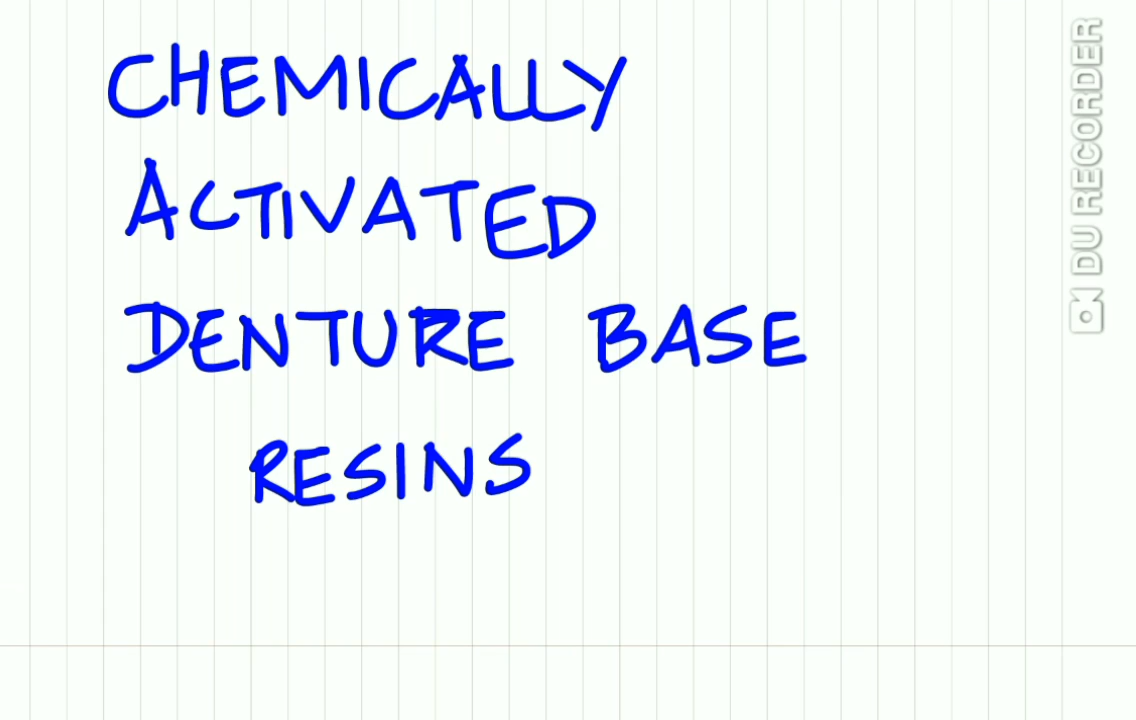 CHEMICALLY
ACTIVATED
DENTURE BASE
RESINS
DU RECORDER